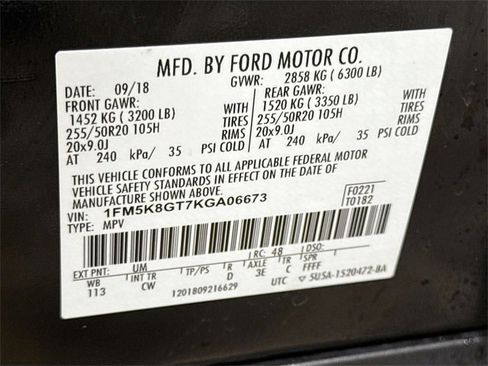 MFD. BY FORD MOTOR CO.
DATE: 09/18 GVWR: 2858 KG ( 6300 LB)
FRONT GAWR: REAR GAWR:
1452 KG ( 3200 LB) WITH 1520 KG ( 3350 LB) WITH
255/50R20 105H TIRES 255/50R20 105H TIRES
20x9.0J RIMS 20x9.0J RIMS
AT 240 kPa/ 35 PSI COLD AT 240 kPa/ 35 PSI COLD
THIS VEHICLE CONFORMS TO ALL APPLICABLE FEDERAL MOTOR
VEHICLE SAFETY AND THEFT PREVENTION STANDARDS IN EFFECT ON THE DATE OF
MANUFACTURE SHOWN ABOVE.
VIN: 1FM5K8GT7KGA06673 F0221
TYPE: MPV T0182
EXT PNT: UM RC: 48 DSO:
WB INT TR TP/PS R AXLE TR SPR
113 CW D 3E C FFFF
1201809216629 UTC ▽ 5USA-1520472-BA